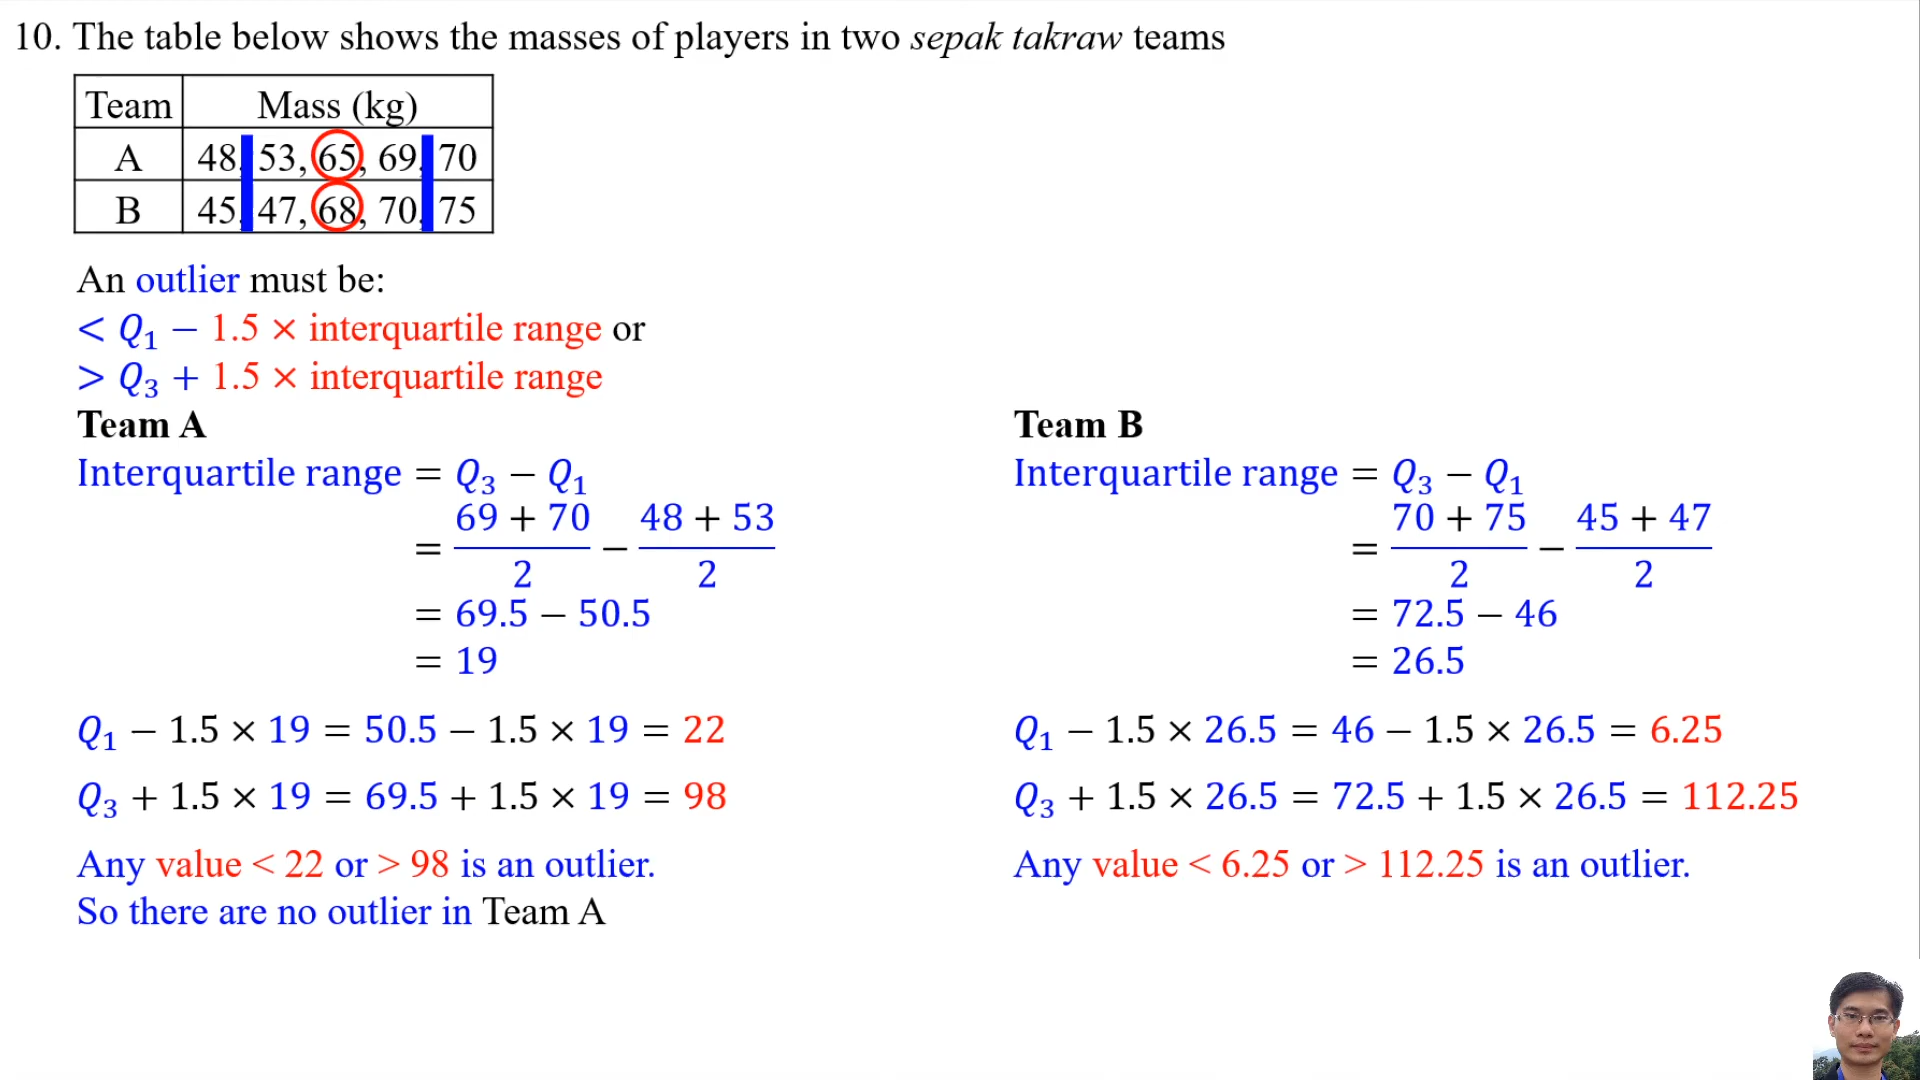 10. The table below shows the masses of players in two sepak takraw teams
Team Mass (kg)
A 48, 53, 65, 69, 70
B 45, 47, 68, 70, 75
An outlier must be:
< Q₁ − 1.5 × interquartile range or
> Q₃ + 1.5 × interquartile range
Team A
Interquartile range = Q₃ − Q₁
= (69 + 70)/2 − (48 + 53)/2
= 69.5 − 50.5
= 19
Q₁ − 1.5 × 19 = 50.5 − 1.5 × 19 = 22
Q₃ + 1.5 × 19 = 69.5 + 1.5 × 19 = 98
Any value < 22 or > 98 is an outlier.
So there are no outlier in Team A
Team B
Interquartile range = Q₃ − Q₁
= (70 + 75)/2 − (45 + 47)/2
= 72.5 − 46
= 26.5
Q₁ − 1.5 × 26.5 = 46 − 1.5 × 26.5 = 6.25
Q₃ + 1.5 × 26.5 = 72.5 + 1.5 × 26.5 = 112.25
Any value < 6.25 or > 112.25 is an outlier.